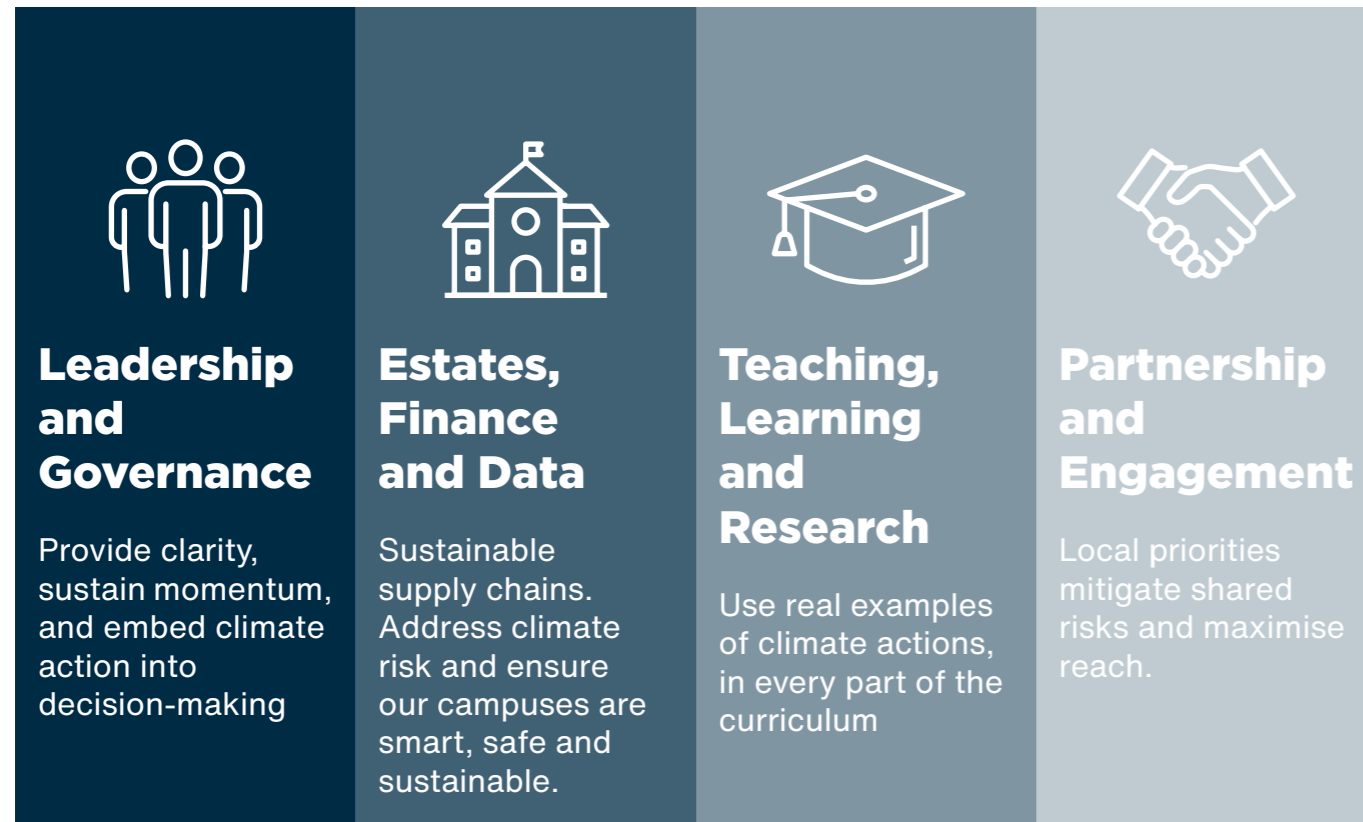 Leadership
and
Governance
Provide clarity,
sustain momentum,
and embed climate
action into
decision-making
Estates,
Finance
and Data
Sustainable
supply chains.
Address climate
risk and ensure
our campuses are
smart, safe and
sustainable.
Teaching,
Learning
and
Research
Use real examples
of climate actions,
in every part of the
curriculum
Partnership
and
Engagement
Local priorities
mitigate shared
risks and maximise
reach.